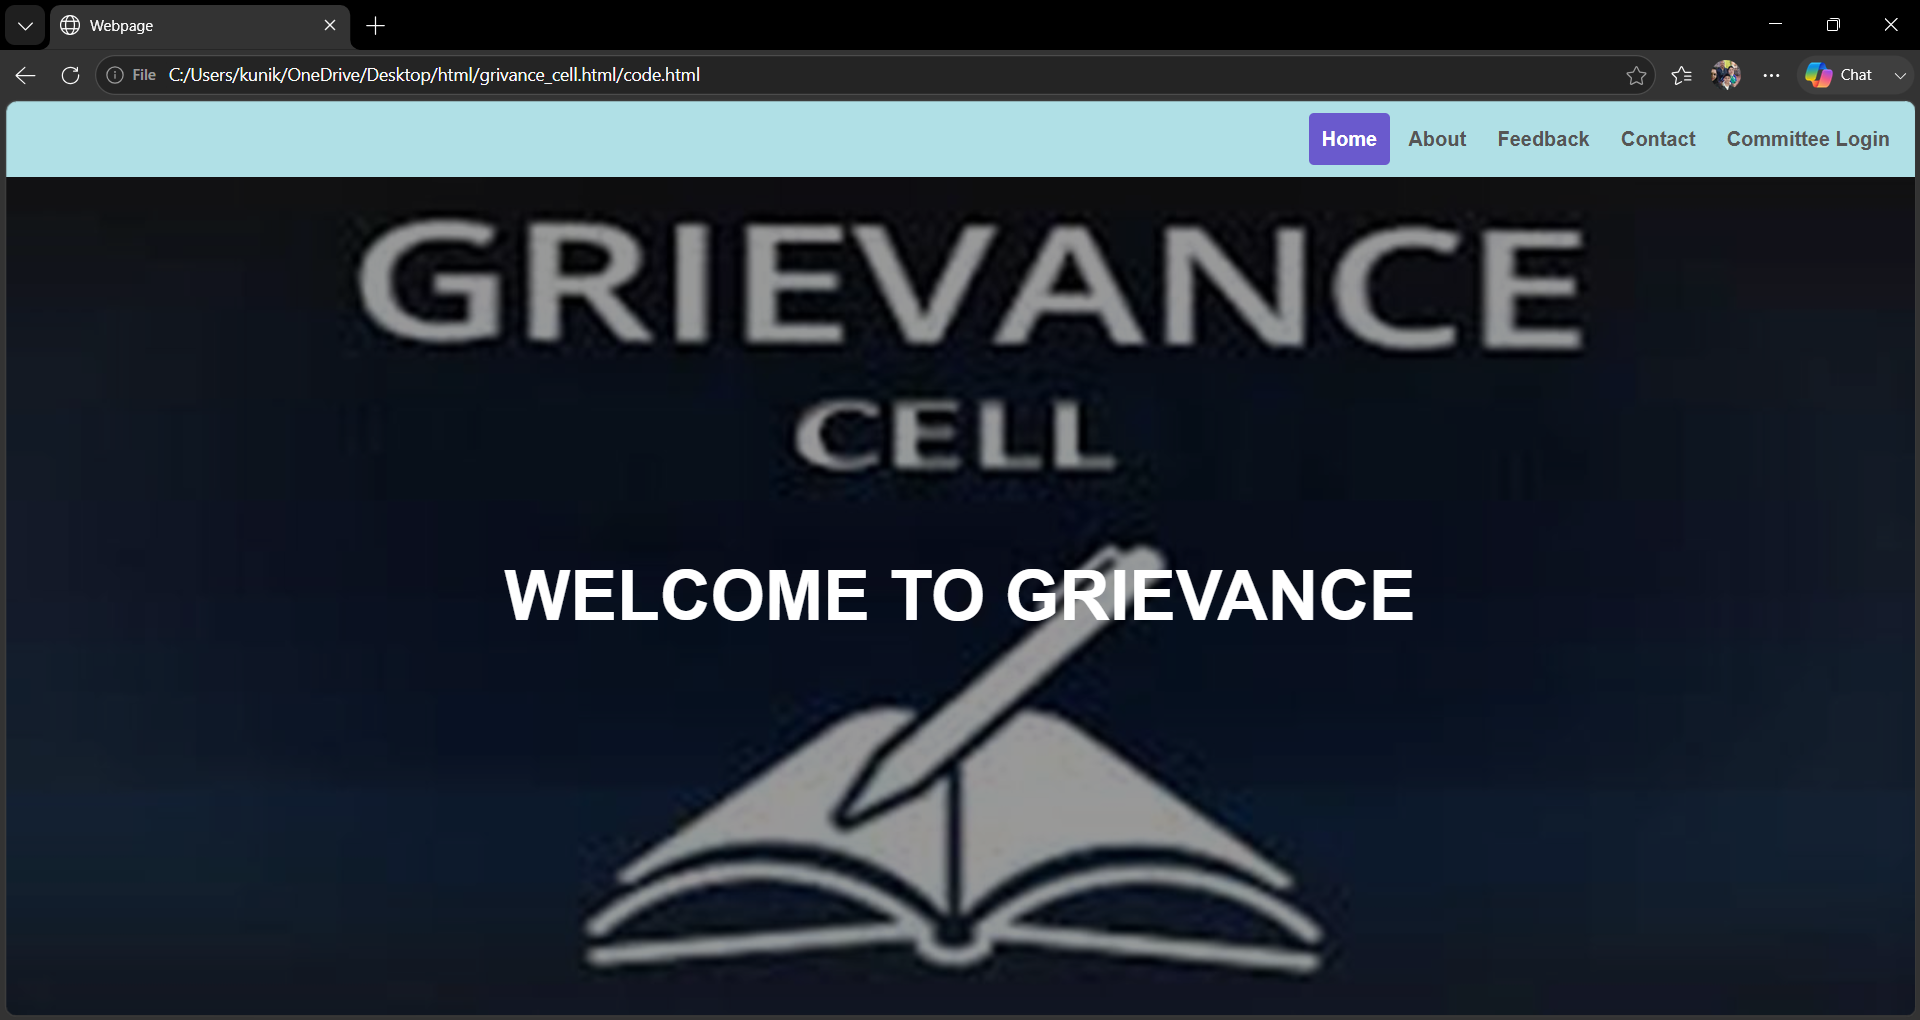 Webpage
File C:/Users/kunik/OneDrive/Desktop/html/grivance_cell.html/code.html
Chat
Home About Feedback Contact Committee Login
GRIEVANCE
CELL
WELCOME TO GRIEVANCE